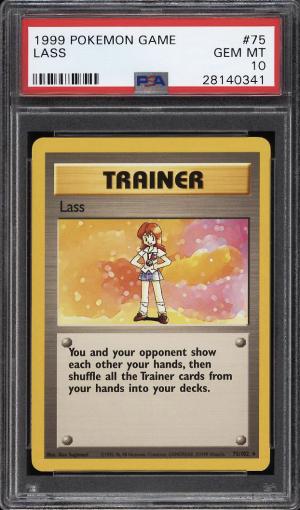 1999 POKEMON GAME #75
LASS GEM MT
10
PSA 28140341
TRAINER
Lass
You and your opponent show
each other your hands, then
shuffle all the Trainer cards from
your hands into your decks.
75/102